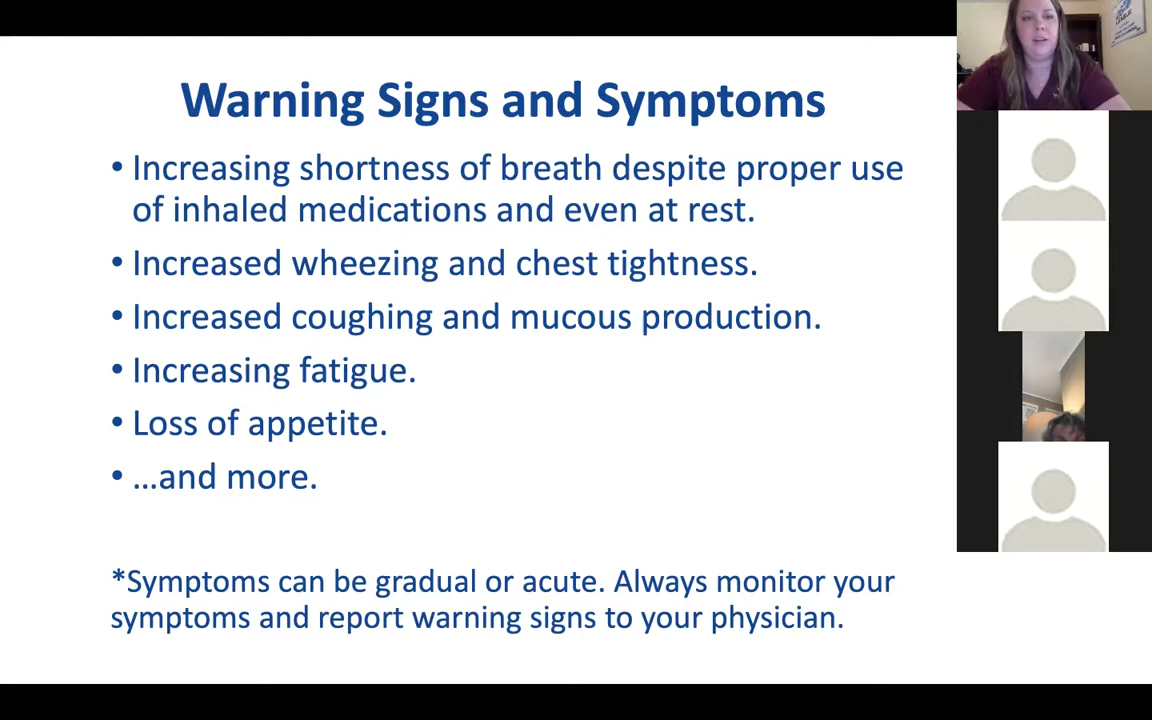 Warning Signs and Symptoms
• Increasing shortness of breath despite proper use
of inhaled medications and even at rest.
• Increased wheezing and chest tightness.
• Increased coughing and mucous production.
• Increasing fatigue.
• Loss of appetite.
• ...and more.
*Symptoms can be gradual or acute. Always monitor your
symptoms and report warning signs to your physician.